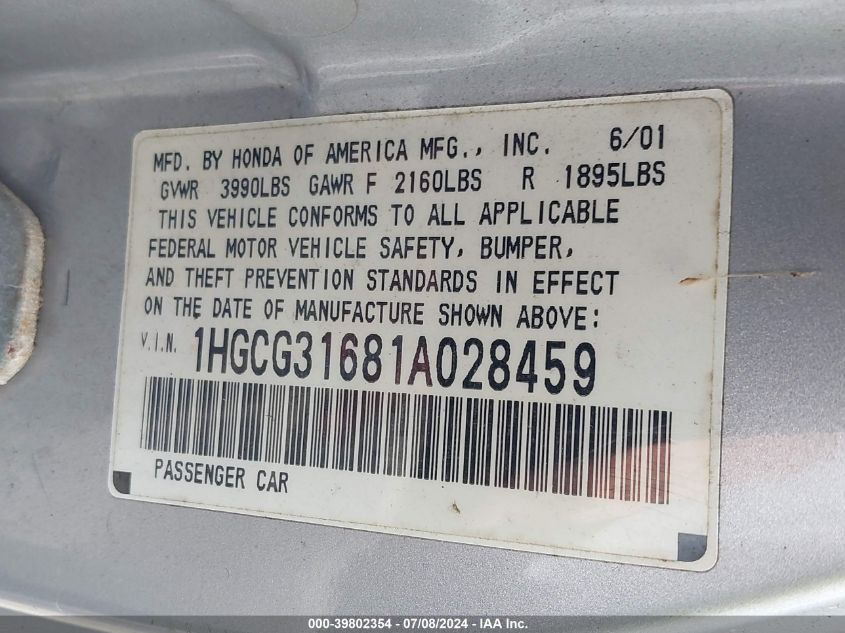 MFD. BY HONDA OF AMERICA MFG., INC. 6/01
GVWR 3990LBS GAWR F 2160LBS R 1895LBS
THIS VEHICLE CONFORMS TO ALL APPLICABLE
FEDERAL MOTOR VEHICLE SAFETY, BUMPER,
AND THEFT PREVENTION STANDARDS IN EFFECT
ON THE DATE OF MANUFACTURE SHOWN ABOVE:
V.I.N. 1HGCG31681A028459
PASSENGER CAR
000-39802354 - 07/08/2024 - IAA Inc.